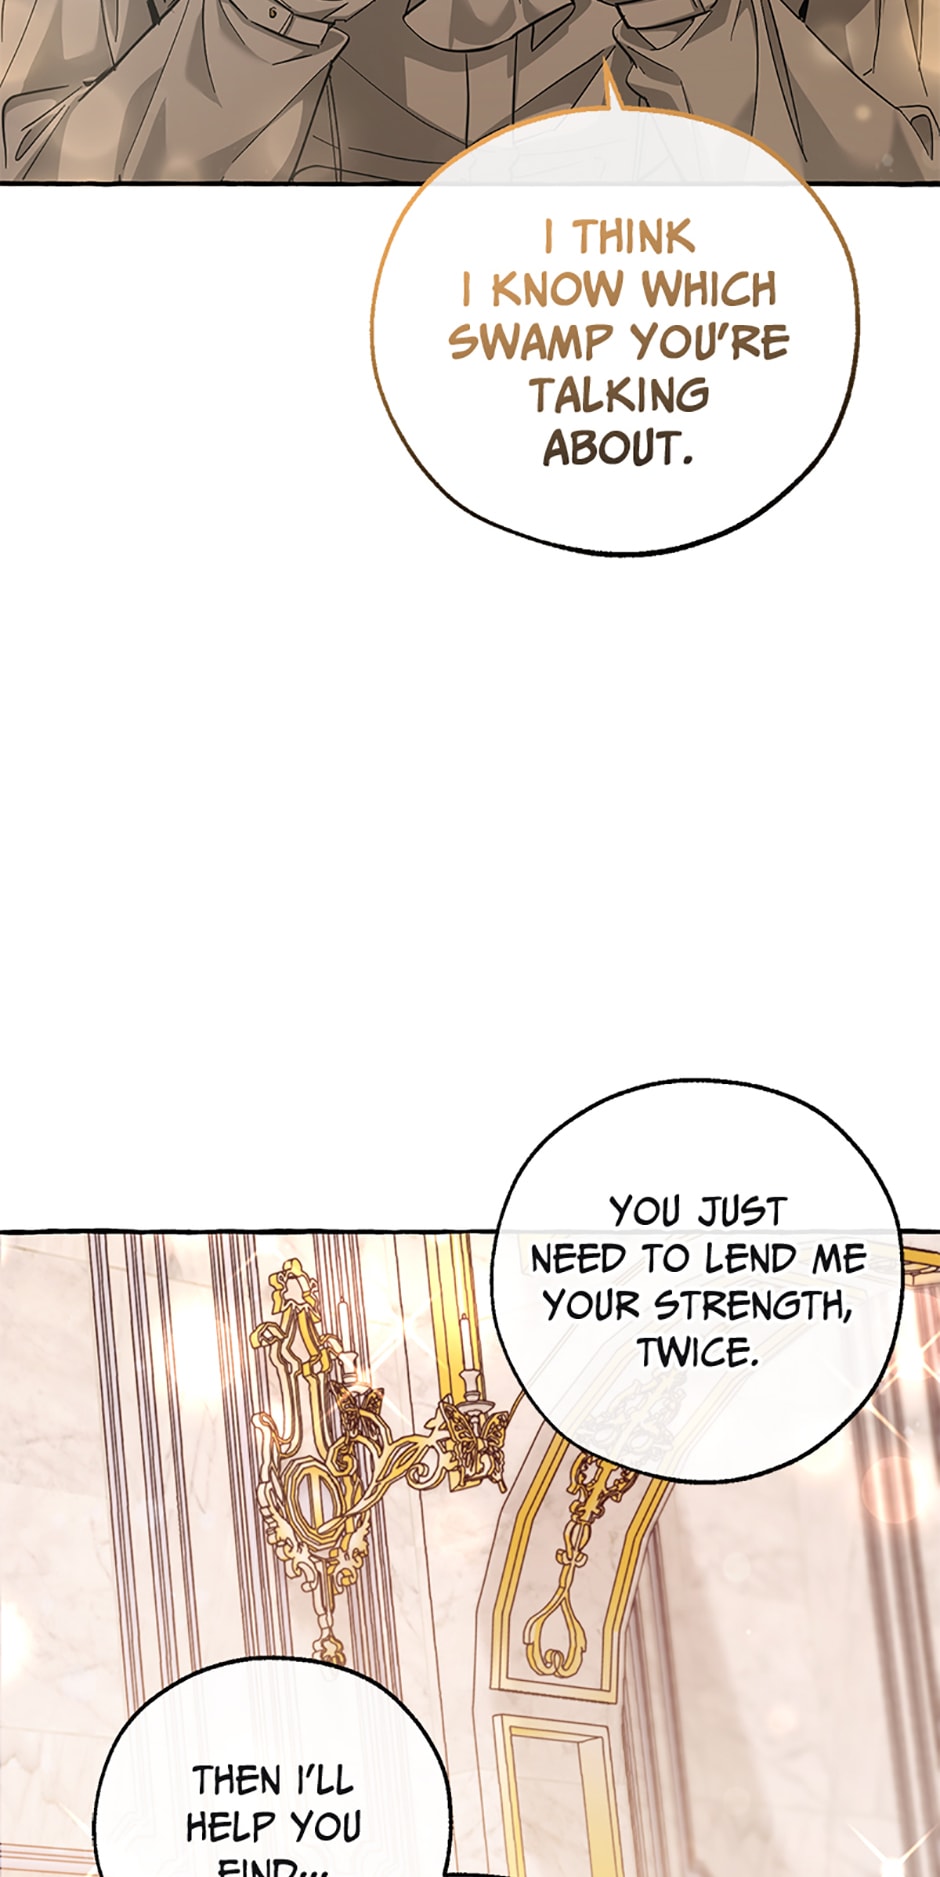 I THINK
I KNOW WHICH
SWAMP YOU'RE
TALKING
ABOUT.
YOU JUST
NEED TO LEND ME
YOUR STRENGTH,
TWICE.
THEN I'LL
HELP YOU
FIND...